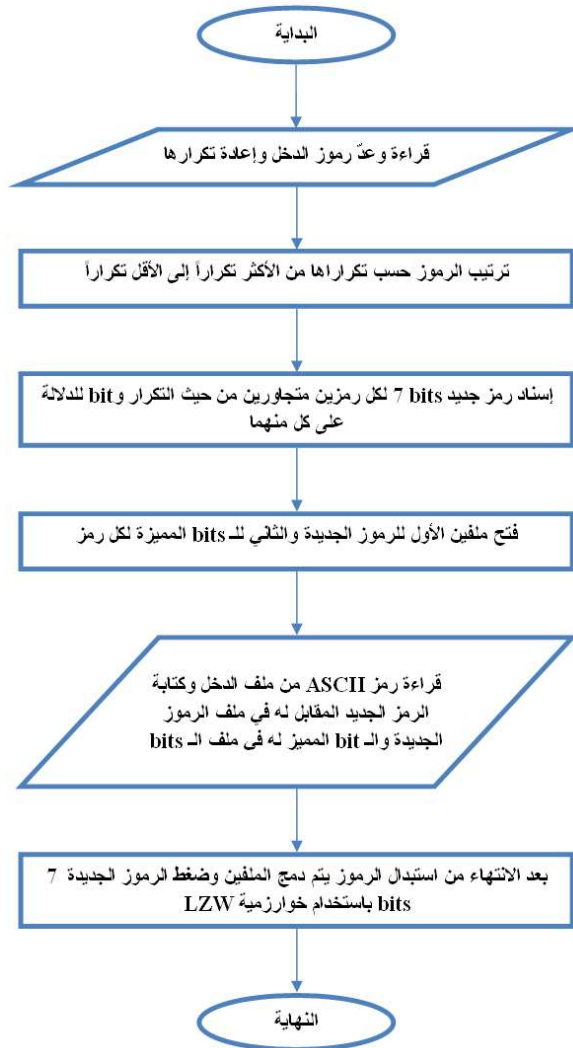 البداية
قراءة وعدّ رموز الدخل وإعادة تكرارها
ترتيب الرموز حسب تكراراها من الأكثر تكراراً إلى الأقل تكراراً
إسناد رمز جديد 7 bits لكل رمزين متجاورين من حيث التكرار وbit للدلالة
على كل منهما
فتح ملفين الأول للرموز الجديدة والثاني للـ bits المميزة لكل رمز
قراءة رمز ASCII من ملف الدخل وكتابة
الرمز الجديد المقابل له في ملف الرموز
الجديدة والـ bit المميز له في ملف الـ bits
بعد الانتهاء من استبدال الرموز يتم دمج الملفين وضغط الرموز الجديدة 7
bits باستخدام خوارزمية LZW
النهاية